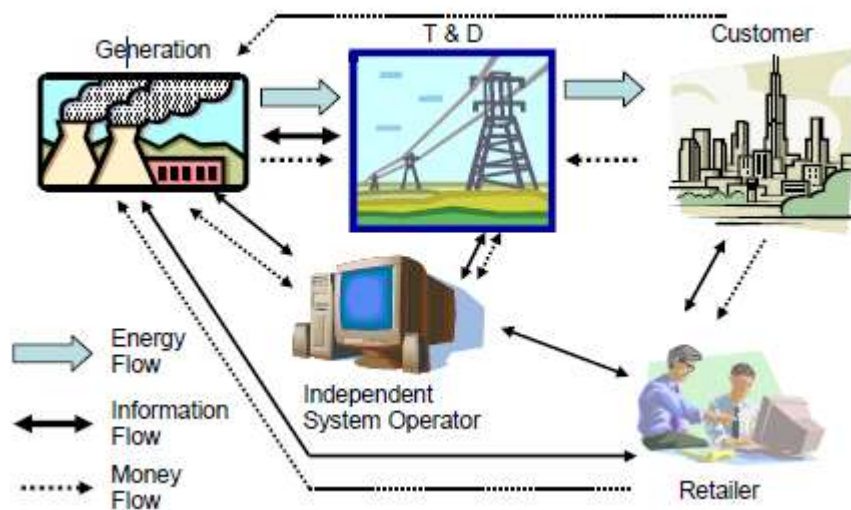 Generation
T & D
Customer
Energy
Flow
Information
Flow
Money
Flow
Independent
System Operator
Retailer